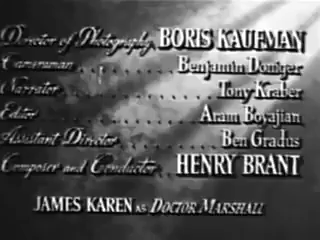 Director of Photography, BORIS KAUFMAN
Cameraman . . . . . . . . . . Benjamin Doniger
Narrator . . . . . . . . . . . . . . Tony Kraber
Editor . . . . . . . . . . . . . Aram Boyajian
Assistant Director . . . . . . . . . Ben Gradus
Composer and Conductor . HENRY BRANT
JAMES KAREN AS DOCTOR MARSHALL